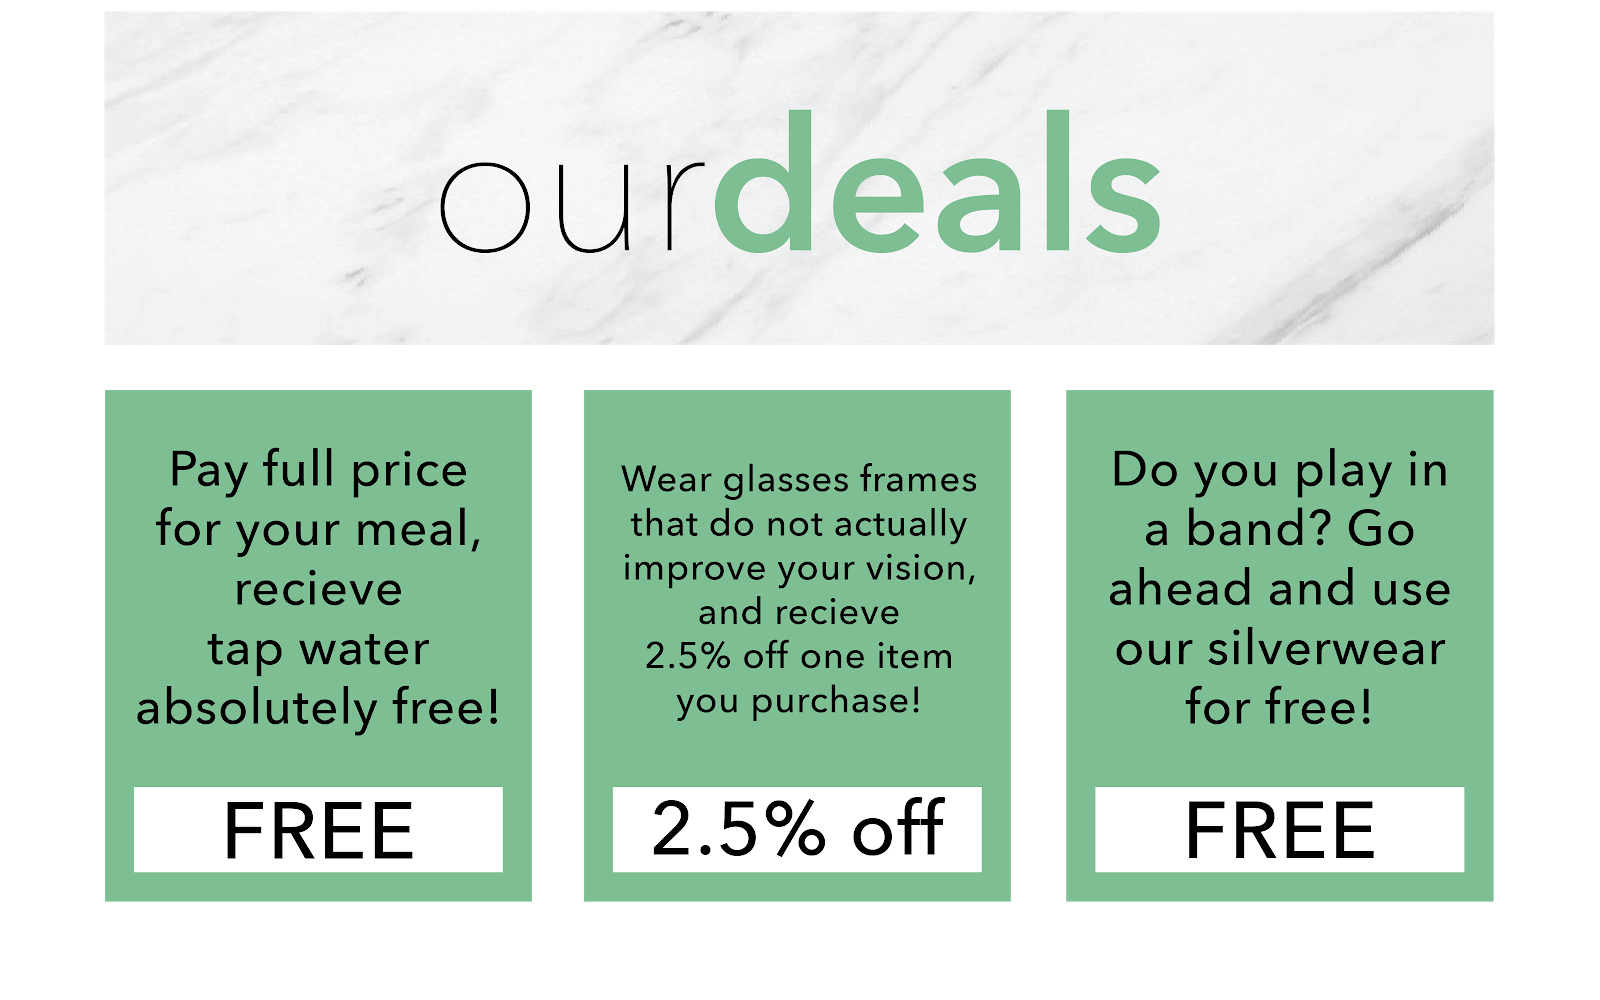 ourdeals
Pay full price
for your meal,
recieve
tap water
absolutely free!
FREE
Wear glasses frames
that do not actually
improve your vision,
and recieve
2.5% off one item
you purchase!
2.5% off
Do you play in
a band? Go
ahead and use
our silverwear
for free!
FREE